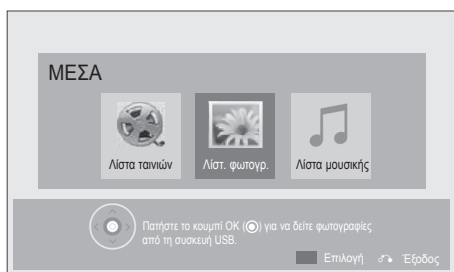 ΜΕΣΑ
Λίστα ταινιών
Λίστ. φωτογρ.
Λίστα μουσικής
Πατήστε το κουμπί OK (◉) για να δείτε φωτογραφίες
από τη συσκευή USB.
Επιλογή Έξοδος